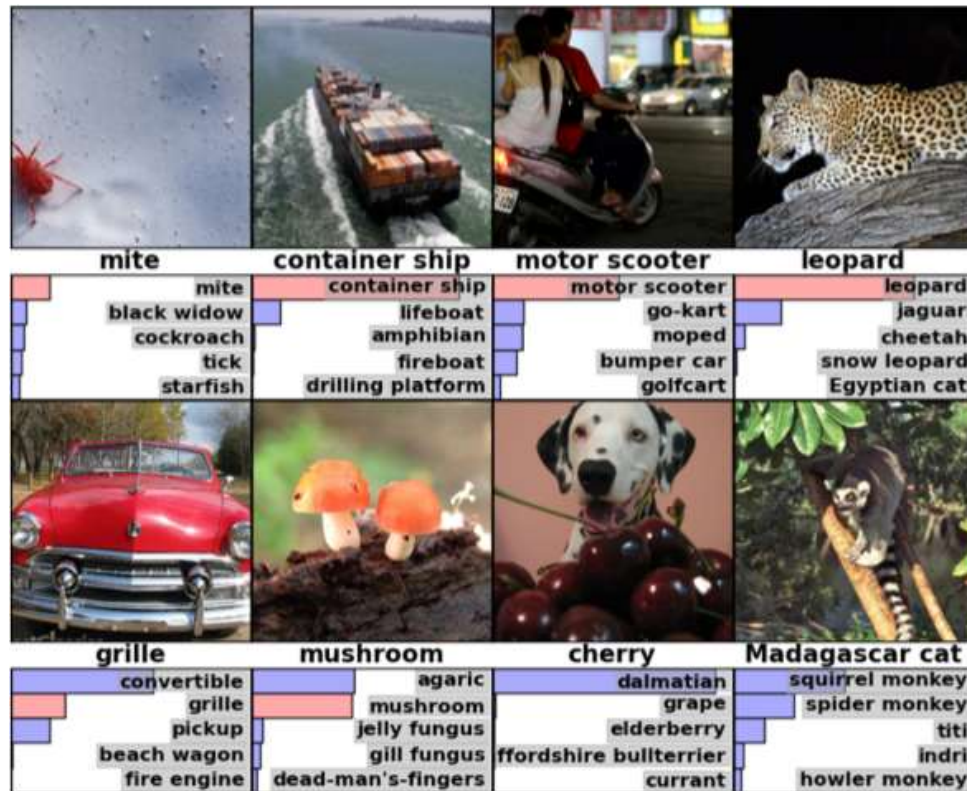 mite
container ship
motor scooter
leopard
mite
black widow
cockroach
tick
starfish
container ship
lifeboat
amphibian
fireboat
drilling platform
motor scooter
go-kart
moped
bumper car
golfcart
leopard
jaguar
cheetah
snow leopard
Egyptian cat
grille
mushroom
cherry
Madagascar cat
convertible
grille
pickup
beach wagon
fire engine
agaric
mushroom
jelly fungus
gill fungus
dead-man's-fingers
dalmatian
grape
elderberry
ffordshire bullterrier
currant
squirrel monkey
spider monkey
titi
indri
howler monkey